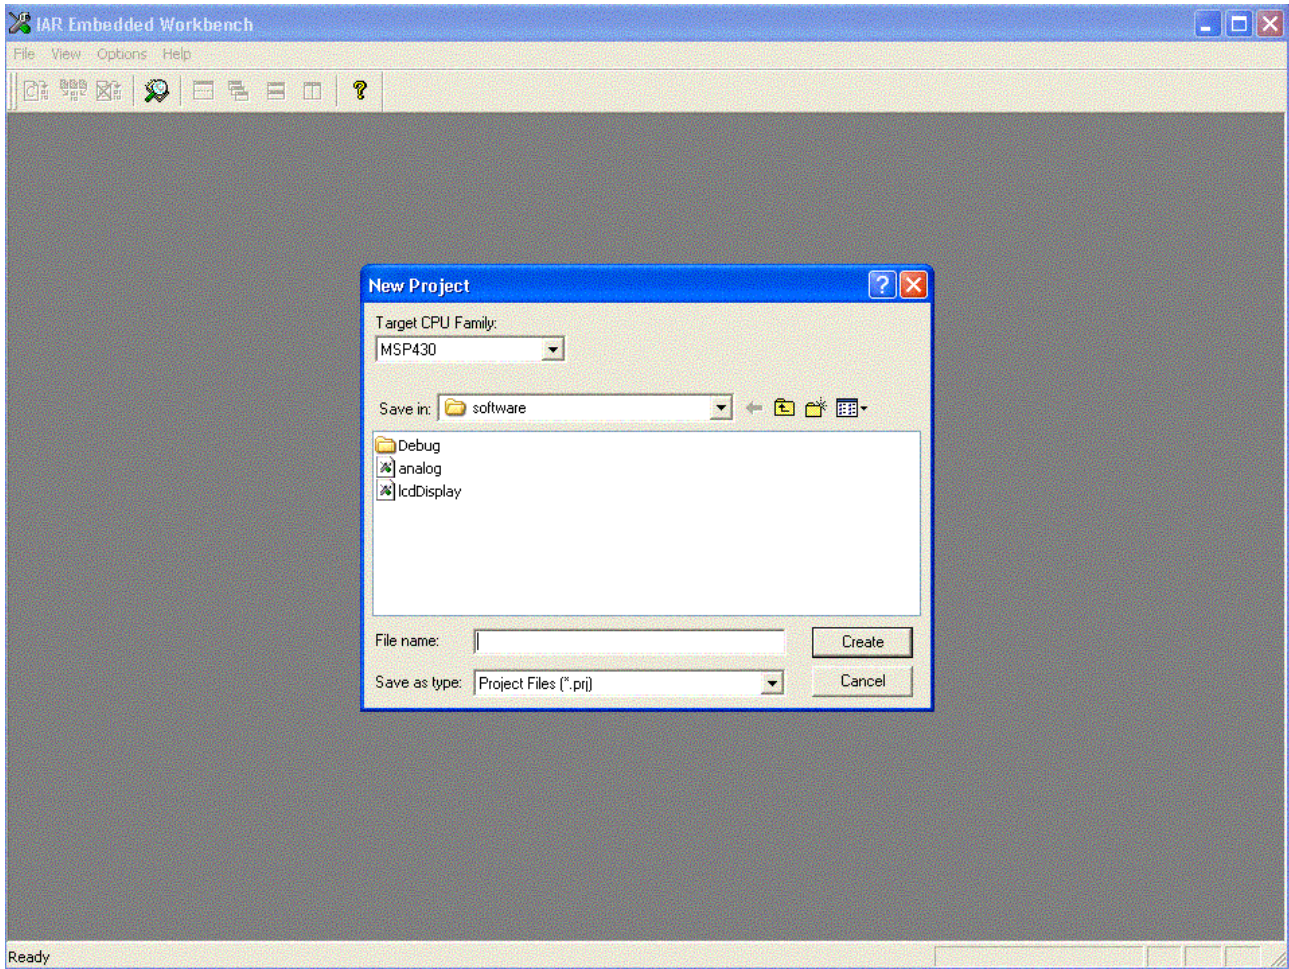 IAR Embedded Workbench
File View Options Help
New Project
Target CPU Family:
MSP430
Save in: software
Debug
analog
lcdDisplay
File name: Create
Save as type: Project Files (*.prj) Cancel
Ready